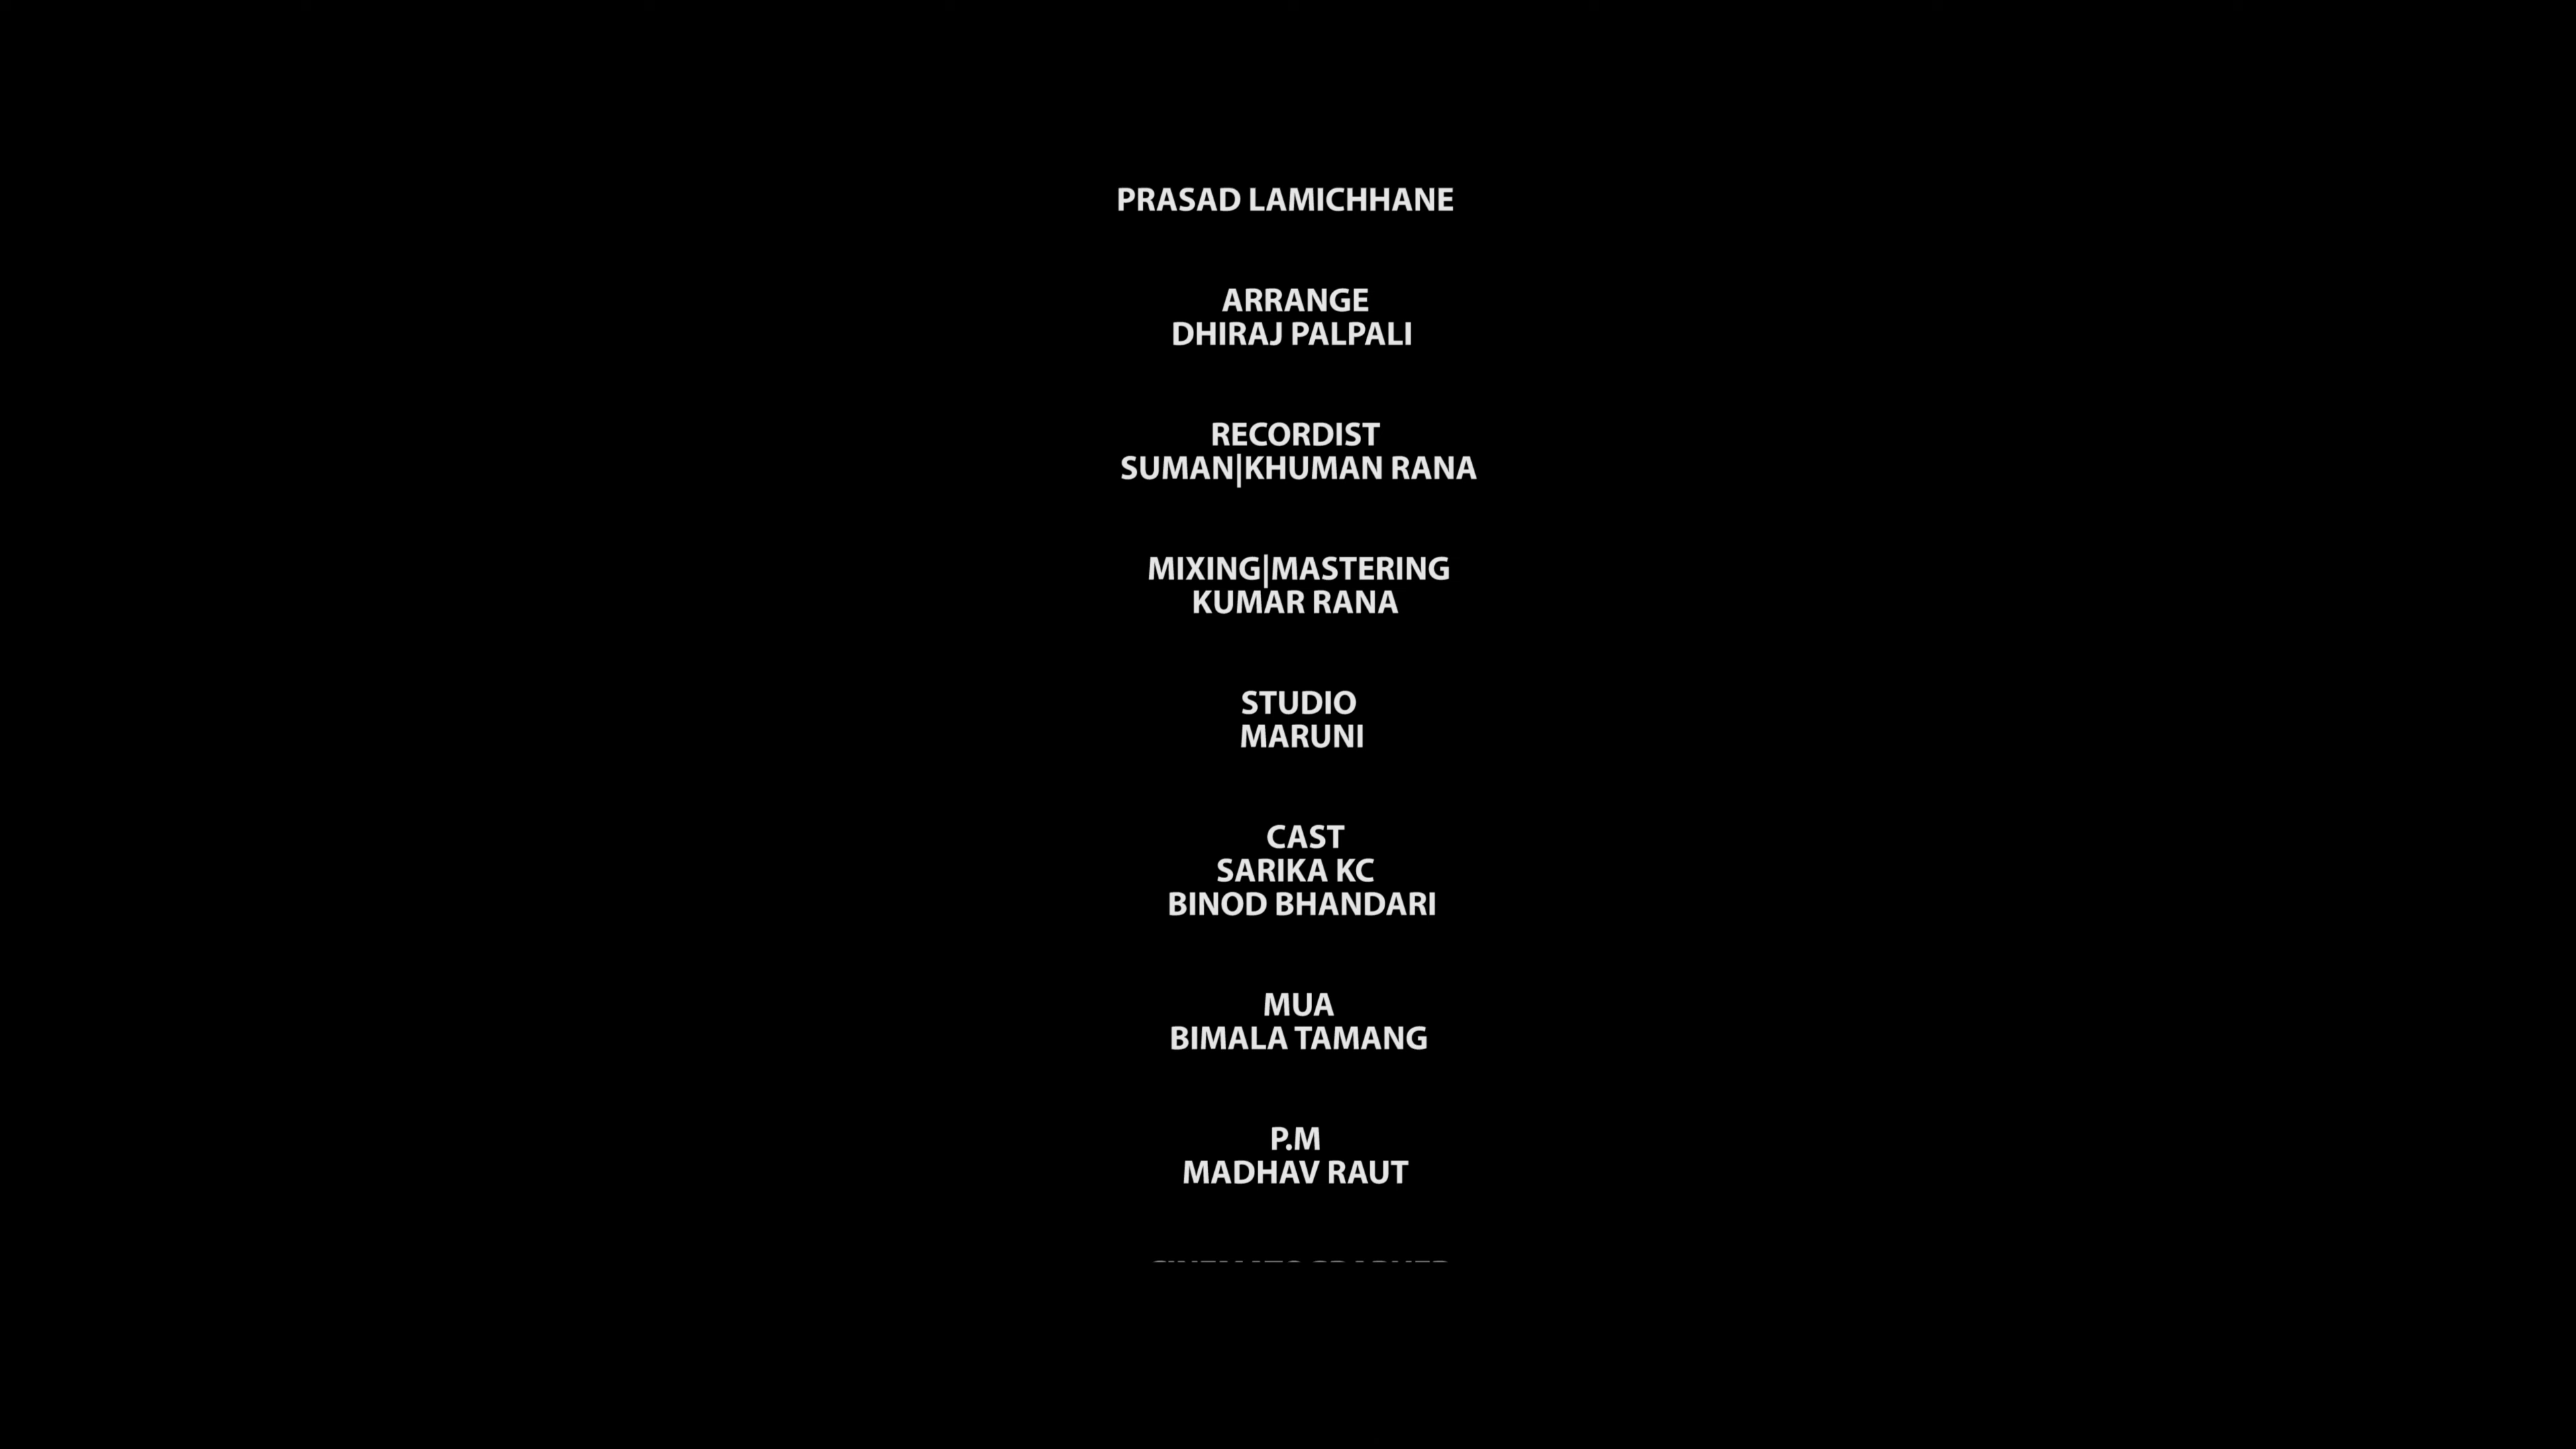 PRASAD LAMICHHANE
ARRANGE
DHIRAJ PALPALI
RECORDIST
SUMAN|KHUMAN RANA
MIXING|MASTERING
KUMAR RANA
STUDIO
MARUNI
CAST
SARIKA KC
BINOD BHANDARI
MUA
BIMALA TAMANG
P.M
MADHAV RAUT